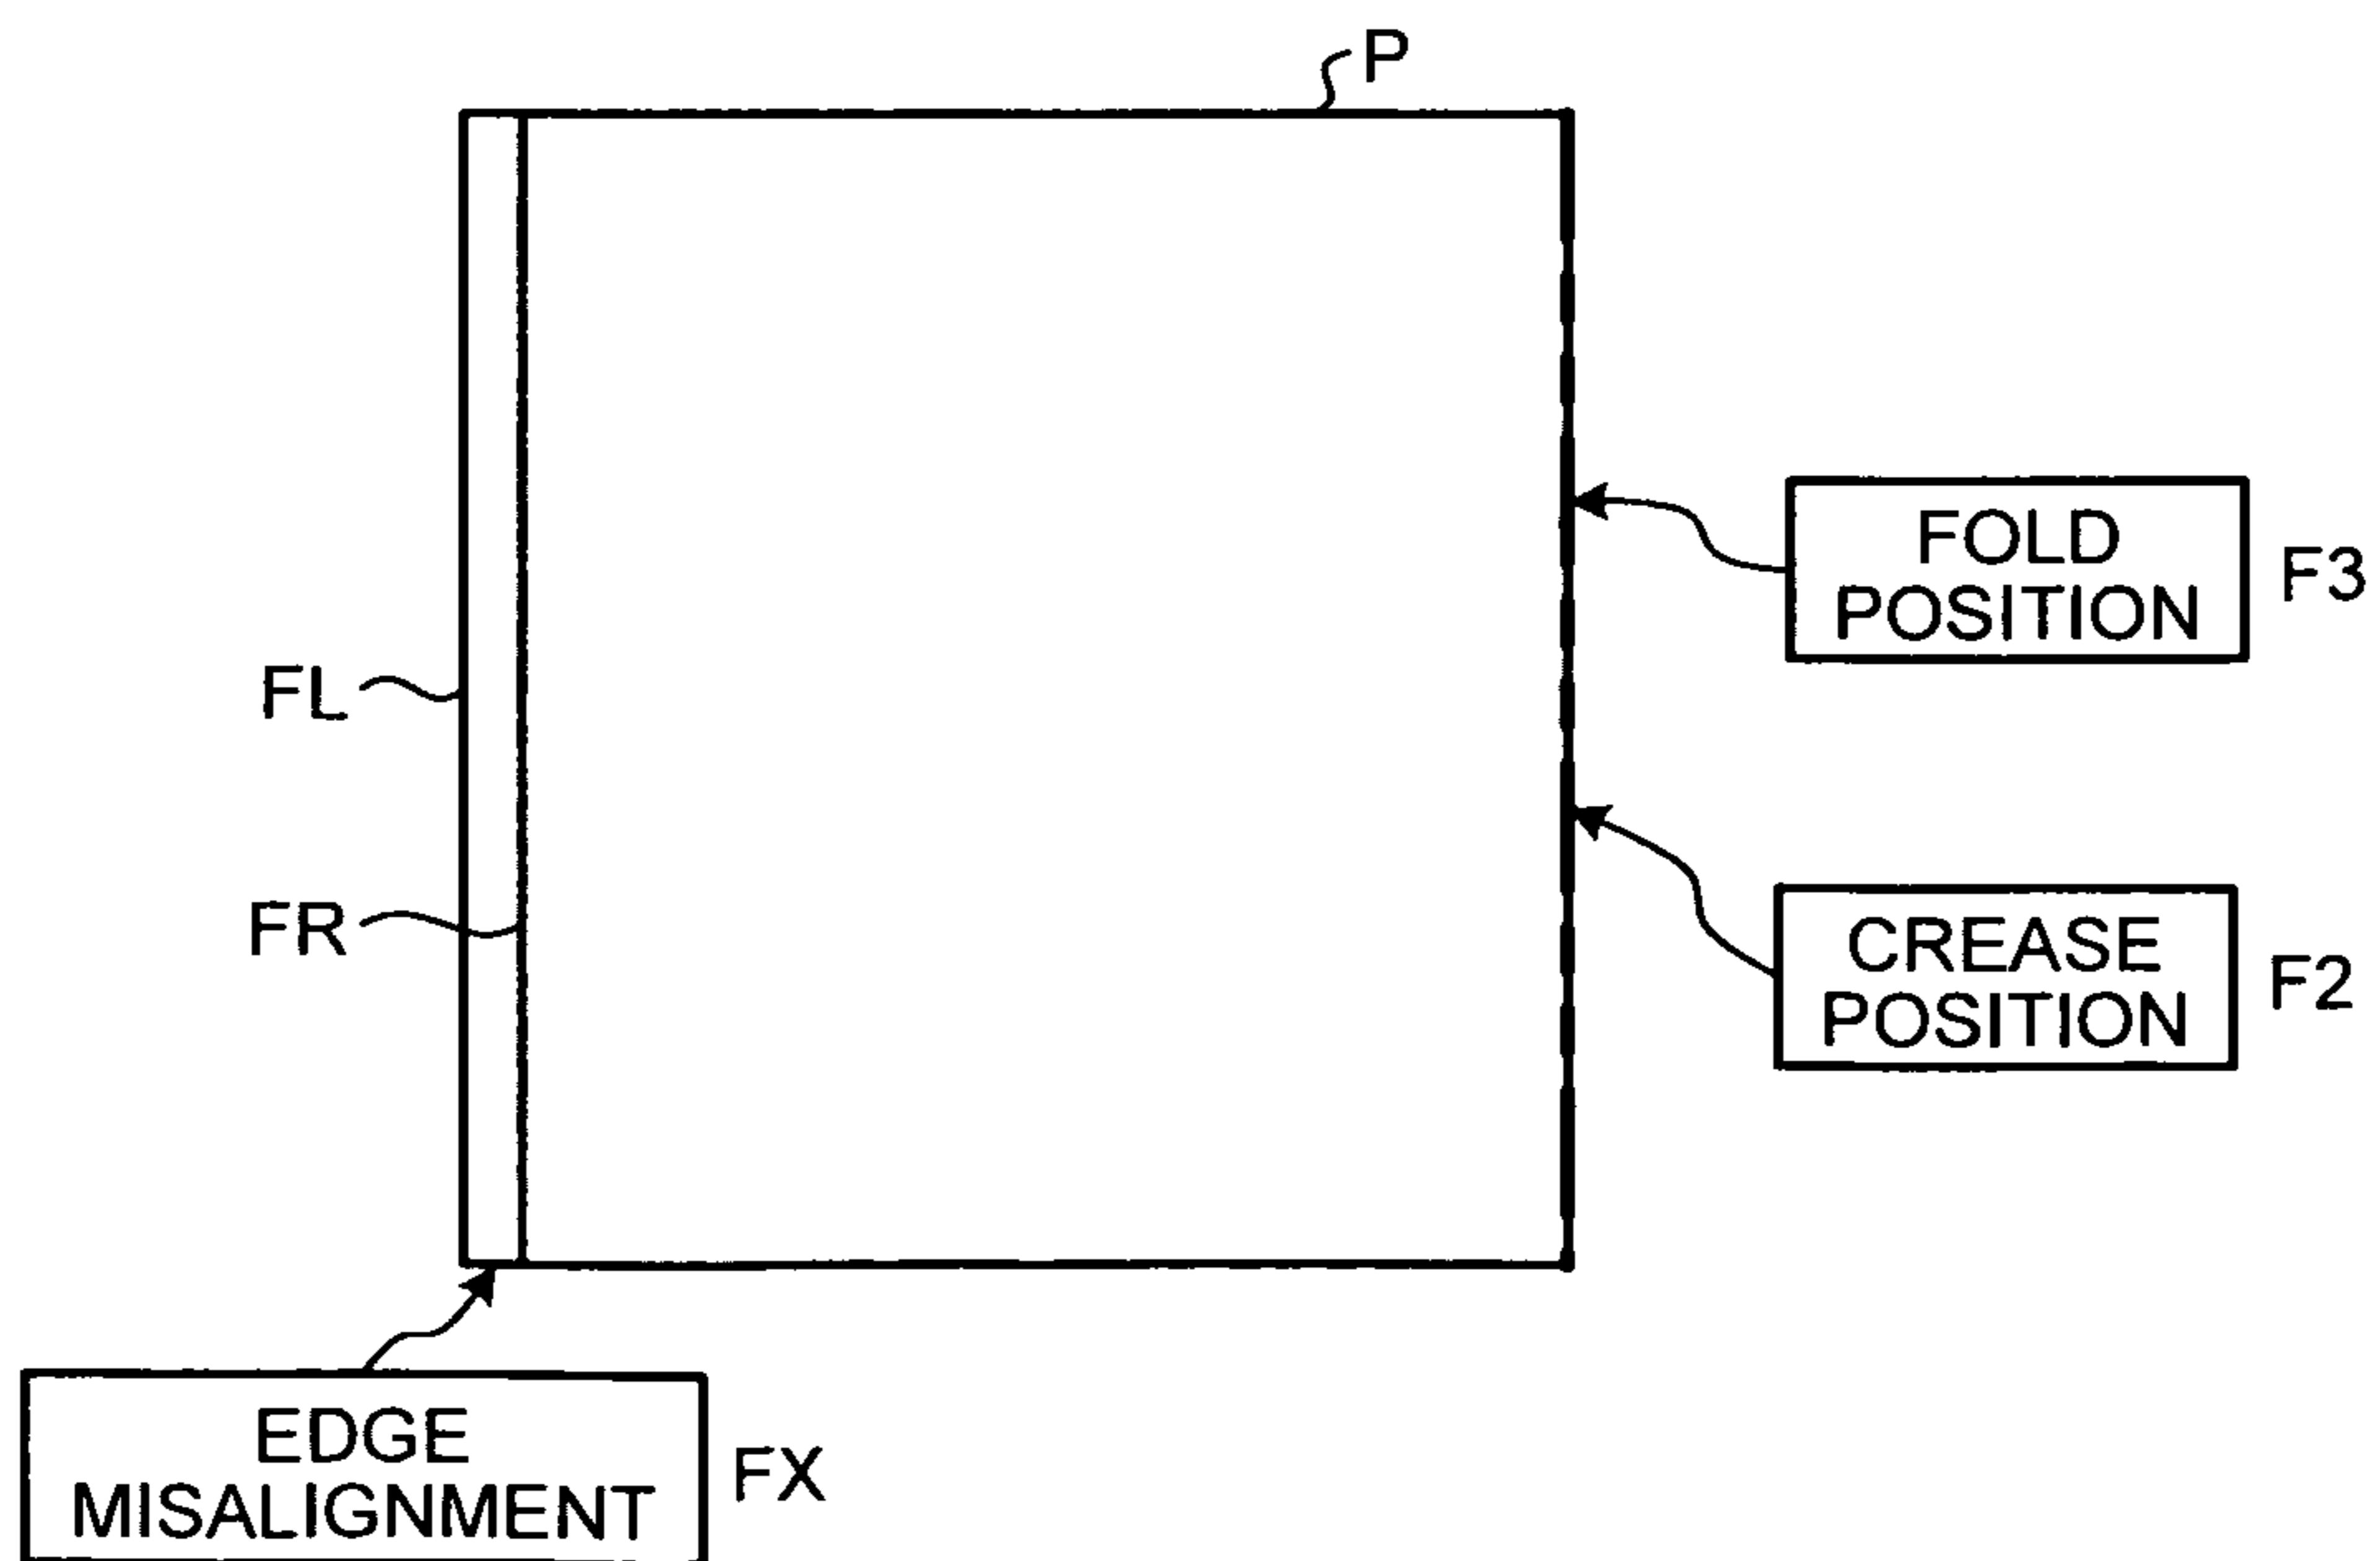 P
FOLD
POSITION
F3
FL
FR
CREASE
POSITION
F2
EDGE
MISALIGNMENT
FX